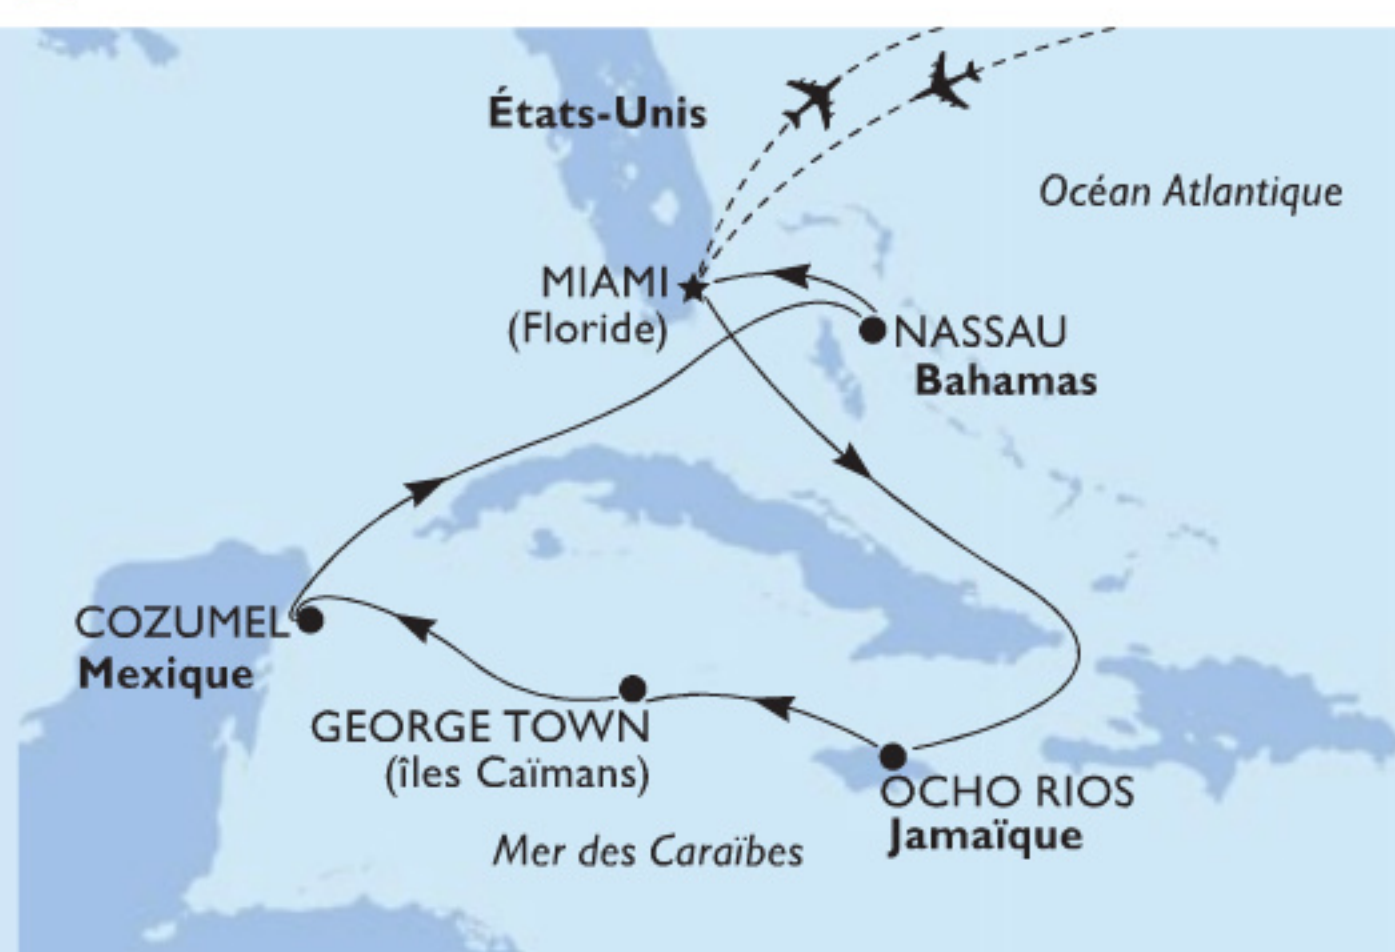 États-Unis
Océan Atlantique
MIAMI
(Floride)
NASSAU
Bahamas
COZUMEL
Mexique
GEORGE TOWN
(îles Caïmans)
OCHO RIOS
Jamaïque
Mer des Caraïbes